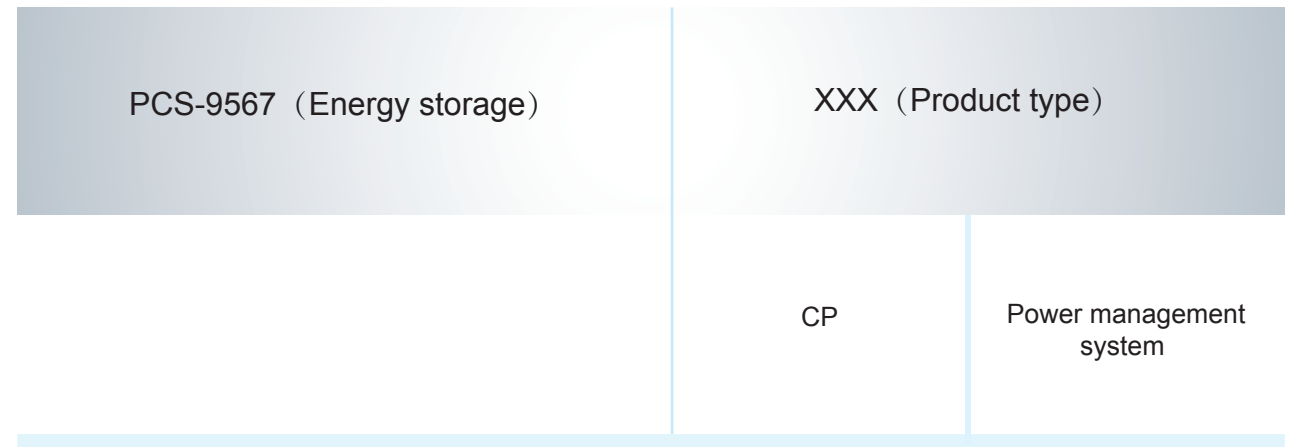 PCS-9567（Energy storage）
XXX（Product type）
CP
Power management
system